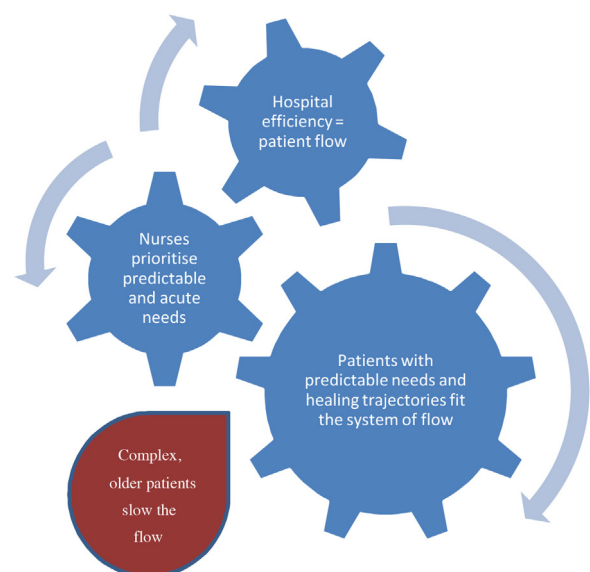 Hospital
efficiency =
patient flow
Nurses
prioritise
predictable
and acute
needs
Patients with
predictable needs and
healing trajectories fit
the system of flow
Complex,
older patients
slow the
flow